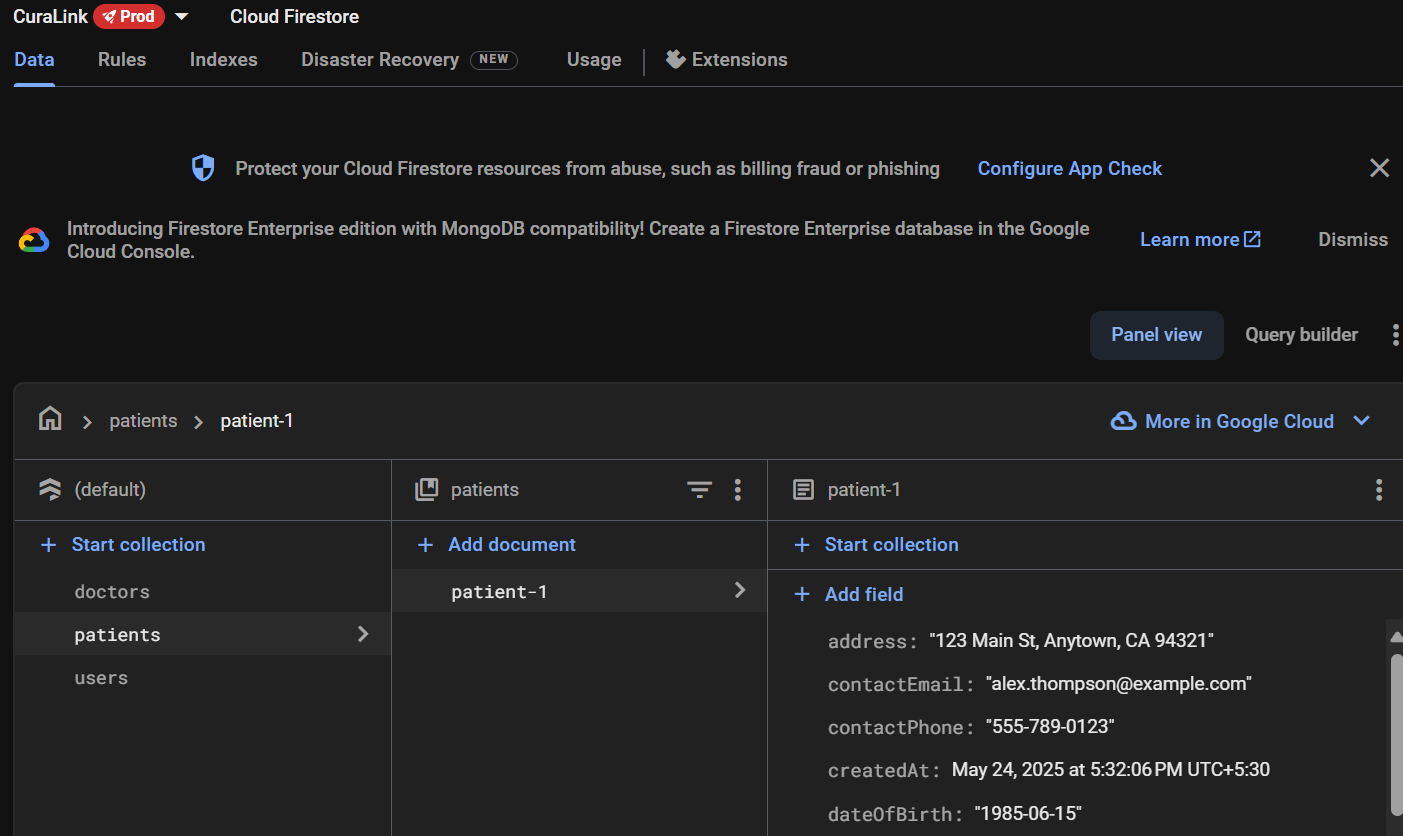 CuraLink Prod Cloud Firestore
Data Rules Indexes Disaster Recovery NEW Usage Extensions
Protect your Cloud Firestore resources from abuse, such as billing fraud or phishing Configure App Check
Introducing Firestore Enterprise edition with MongoDB compatibility! Create a Firestore Enterprise database in the Google
Cloud Console.
Learn more Dismiss
Panel view Query builder
patients patient-1 More in Google Cloud
(default) patients patient-1
+ Start collection + Add document + Start collection
doctors patient-1 + Add field
patients
users
address: "123 Main St, Anytown, CA 94321"
contactEmail: "alex.thompson@example.com"
contactPhone: "555-789-0123"
createdAt: May 24, 2025 at 5:32:06 PM UTC+5:30
dateOfBirth: "1985-06-15"